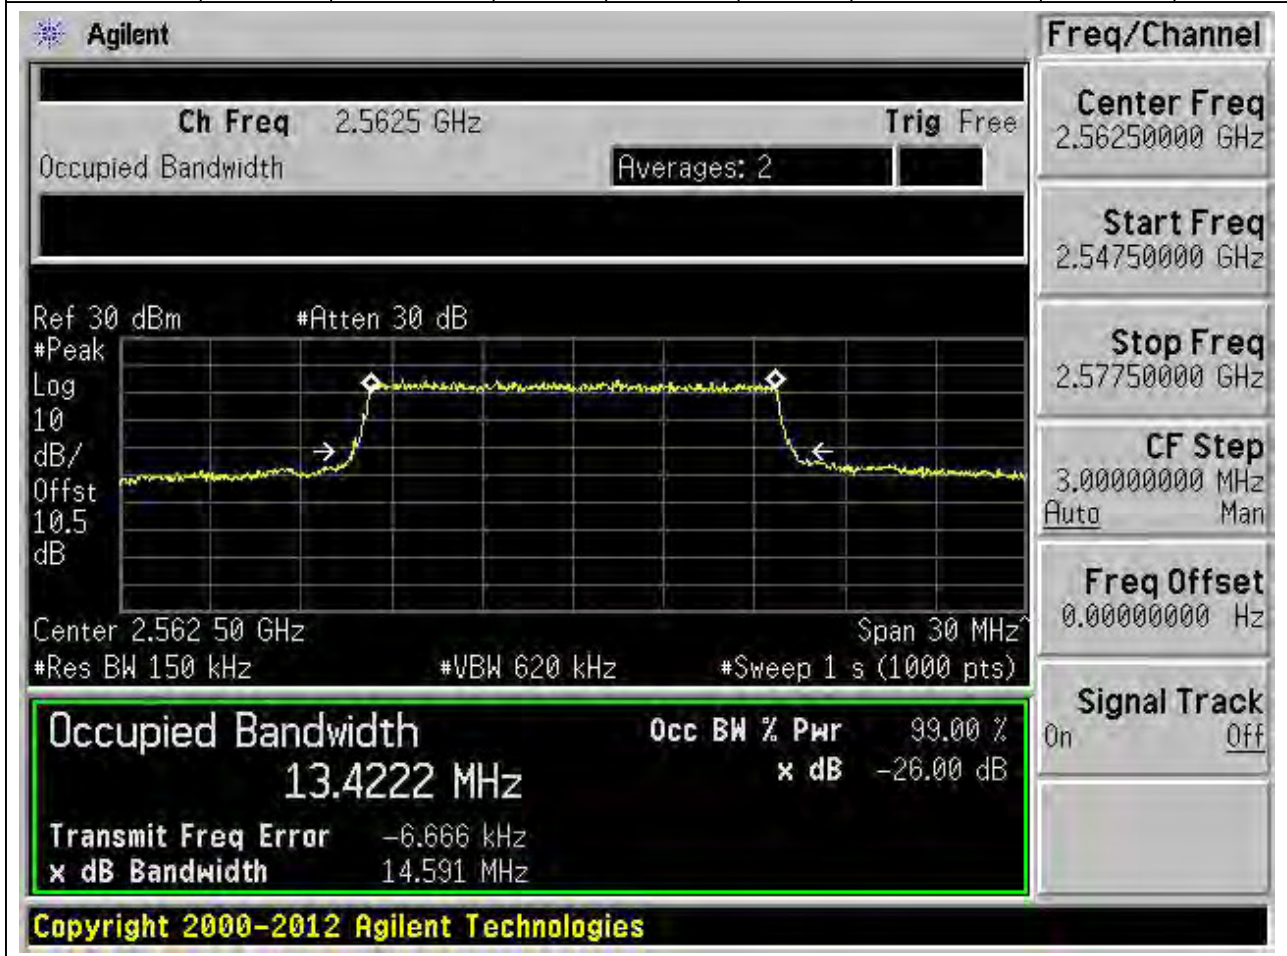 Agilent
Freq/Channel
Ch Freq 2.5625 GHz Trig Free
Occupied Bandwidth Averages: 2
Center Freq
2.56250000 GHz
Start Freq
2.54750000 GHz
Stop Freq
2.57750000 GHz
CF Step
3.00000000 MHz
Auto Man
Freq Offset
0.00000000 Hz
Signal Track
On Off
Ref 30 dBm #Atten 30 dB
#Peak
Log
10
dB/
Offst
10.5
dB
Center 2.562 50 GHz Span 30 MHz^
#Res BW 150 kHz #VBW 620 kHz #Sweep 1 s (1000 pts)
Occupied Bandwidth
13.4222 MHz
Occ BW % Pwr 99.00 %
x dB -26.00 dB
Transmit Freq Error -6.666 kHz
x dB Bandwidth 14.591 MHz
Copyright 2000-2012 Agilent Technologies